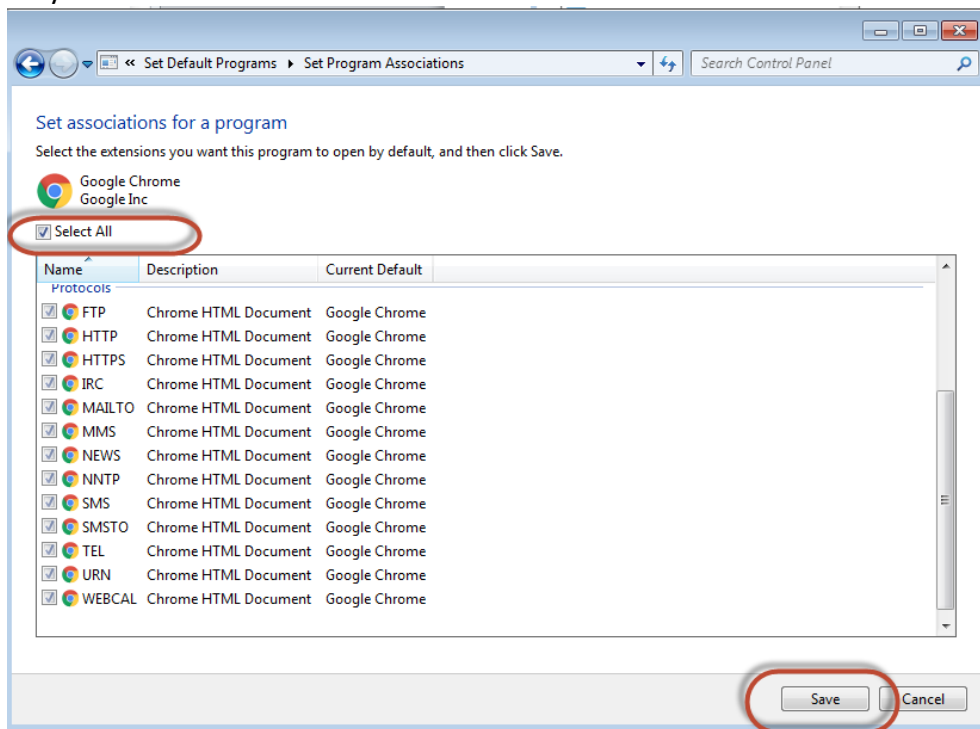 « Set Default Programs ▸ Set Program Associations
Search Control Panel
Set associations for a program
Select the extensions you want this program to open by default, and then click Save.
Google Chrome
Google Inc
Select All
Name Description Current Default
Protocols
FTP Chrome HTML Document Google Chrome
HTTP Chrome HTML Document Google Chrome
HTTPS Chrome HTML Document Google Chrome
IRC Chrome HTML Document Google Chrome
MAILTO Chrome HTML Document Google Chrome
MMS Chrome HTML Document Google Chrome
NEWS Chrome HTML Document Google Chrome
NNTP Chrome HTML Document Google Chrome
SMS Chrome HTML Document Google Chrome
SMSTO Chrome HTML Document Google Chrome
TEL Chrome HTML Document Google Chrome
URN Chrome HTML Document Google Chrome
WEBCAL Chrome HTML Document Google Chrome
Save Cancel